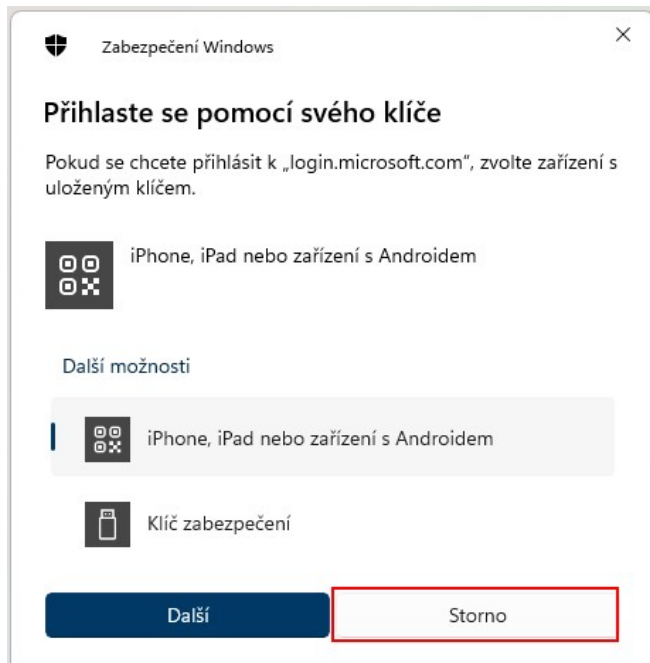 Zabezpečení Windows
Přihlaste se pomocí svého klíče
Pokud se chcete přihlásit k „login.microsoft.com“, zvolte zařízení s
uloženým klíčem.
iPhone, iPad nebo zařízení s Androidem
Další možnosti
iPhone, iPad nebo zařízení s Androidem
Klíč zabezpečení
Další
Storno